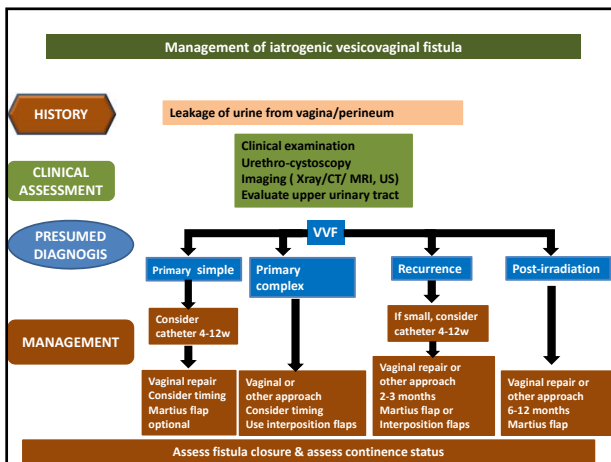 Management of iatrogenic vesicovaginal fistula
HISTORY
Leakage of urine from vagina/perineum
CLINICAL
ASSESSMENT
Clinical examination
Urethro-cystoscopy
Imaging ( Xray/CT/ MRI, US)
Evaluate upper urinary tract
PRESUMED
DIAGNOGIS
VVF
Primary simple
Primary
complex
Recurrence
Post-irradiation
MANAGEMENT
Consider
catheter 4-12w
If small, consider
catheter 4-12w
Vaginal repair
Consider timing
Martius flap
optional
Vaginal or
other approach
Consider timing
Use interposition flaps
Vaginal repair or
other approach
2-3 months
Martius flap or
Interposition flaps
Vaginal repair or
other approach
6-12 months
Martius flap
Assess fistula closure & assess continence status